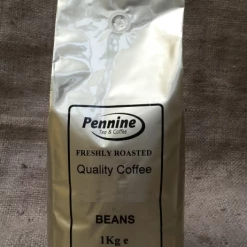 Pennine
Tea & Coffee
FRESHLY ROASTED
Quality Coffee
BEANS
1Kg e